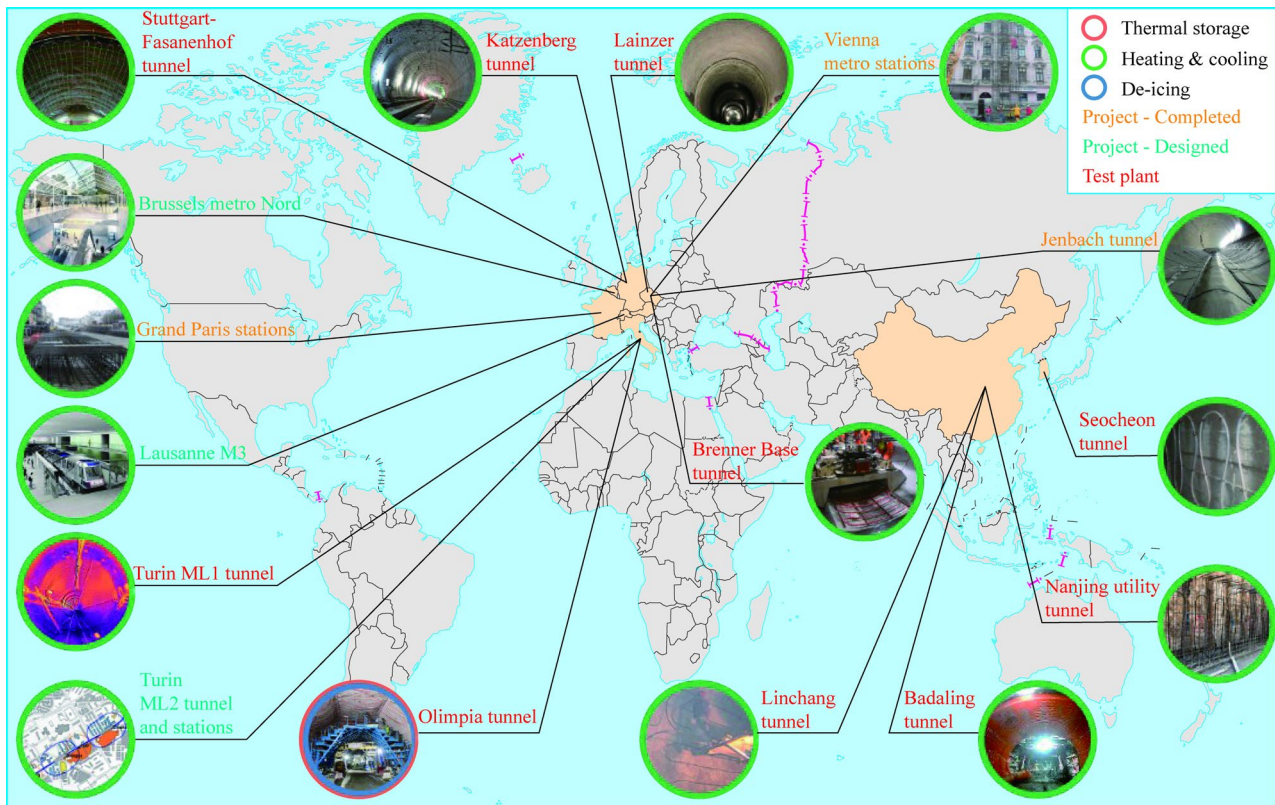 Stuttgart-
Fasanenhof
tunnel
Katzenberg
tunnel
Lainzer
tunnel
Vienna
metro stations
Thermal storage
Heating & cooling
De-icing
Project - Completed
Project - Designed
Test plant
Brussels metro Nord
Jenbach tunnel
Grand Paris stations
Seocheon
tunnel
Lausanne M3
Brenner Base
tunnel
Turin ML1 tunnel
Nanjing utility
tunnel
Turin
ML2 tunnel
and stations
Olimpia tunnel
Linchang
tunnel
Badaling
tunnel